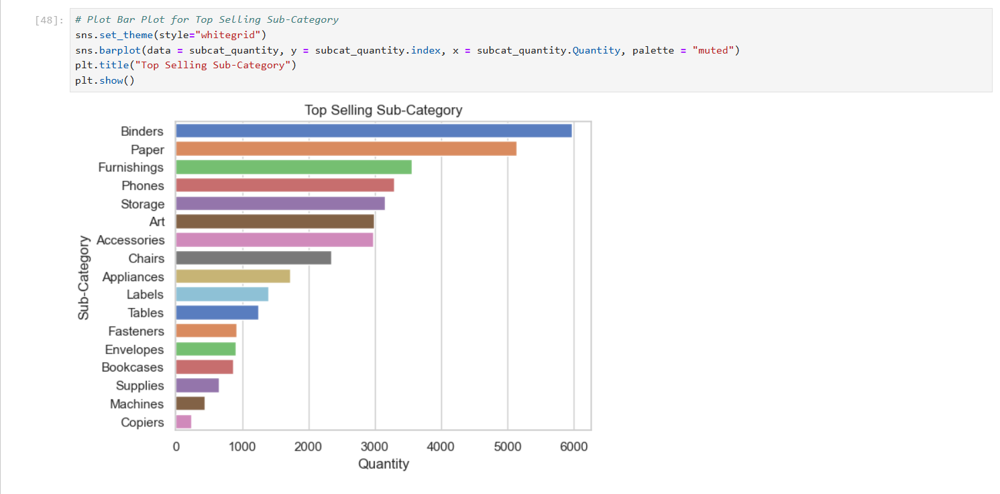 [48]:
# Plot Bar Plot for Top Selling Sub-Category
sns.set_theme(style="whitegrid")
sns.barplot(data = subcat_quantity, y = subcat_quantity.index, x = subcat_quantity.Quantity, palette = "muted")
plt.title("Top Selling Sub-Category")
plt.show()
Top Selling Sub-Category
Sub-Category
Binders
Paper
Furnishings
Phones
Storage
Art
Accessories
Chairs
Appliances
Labels
Tables
Fasteners
Envelopes
Bookcases
Supplies
Machines
Copiers
0 1000 2000 3000 4000 5000 6000
Quantity